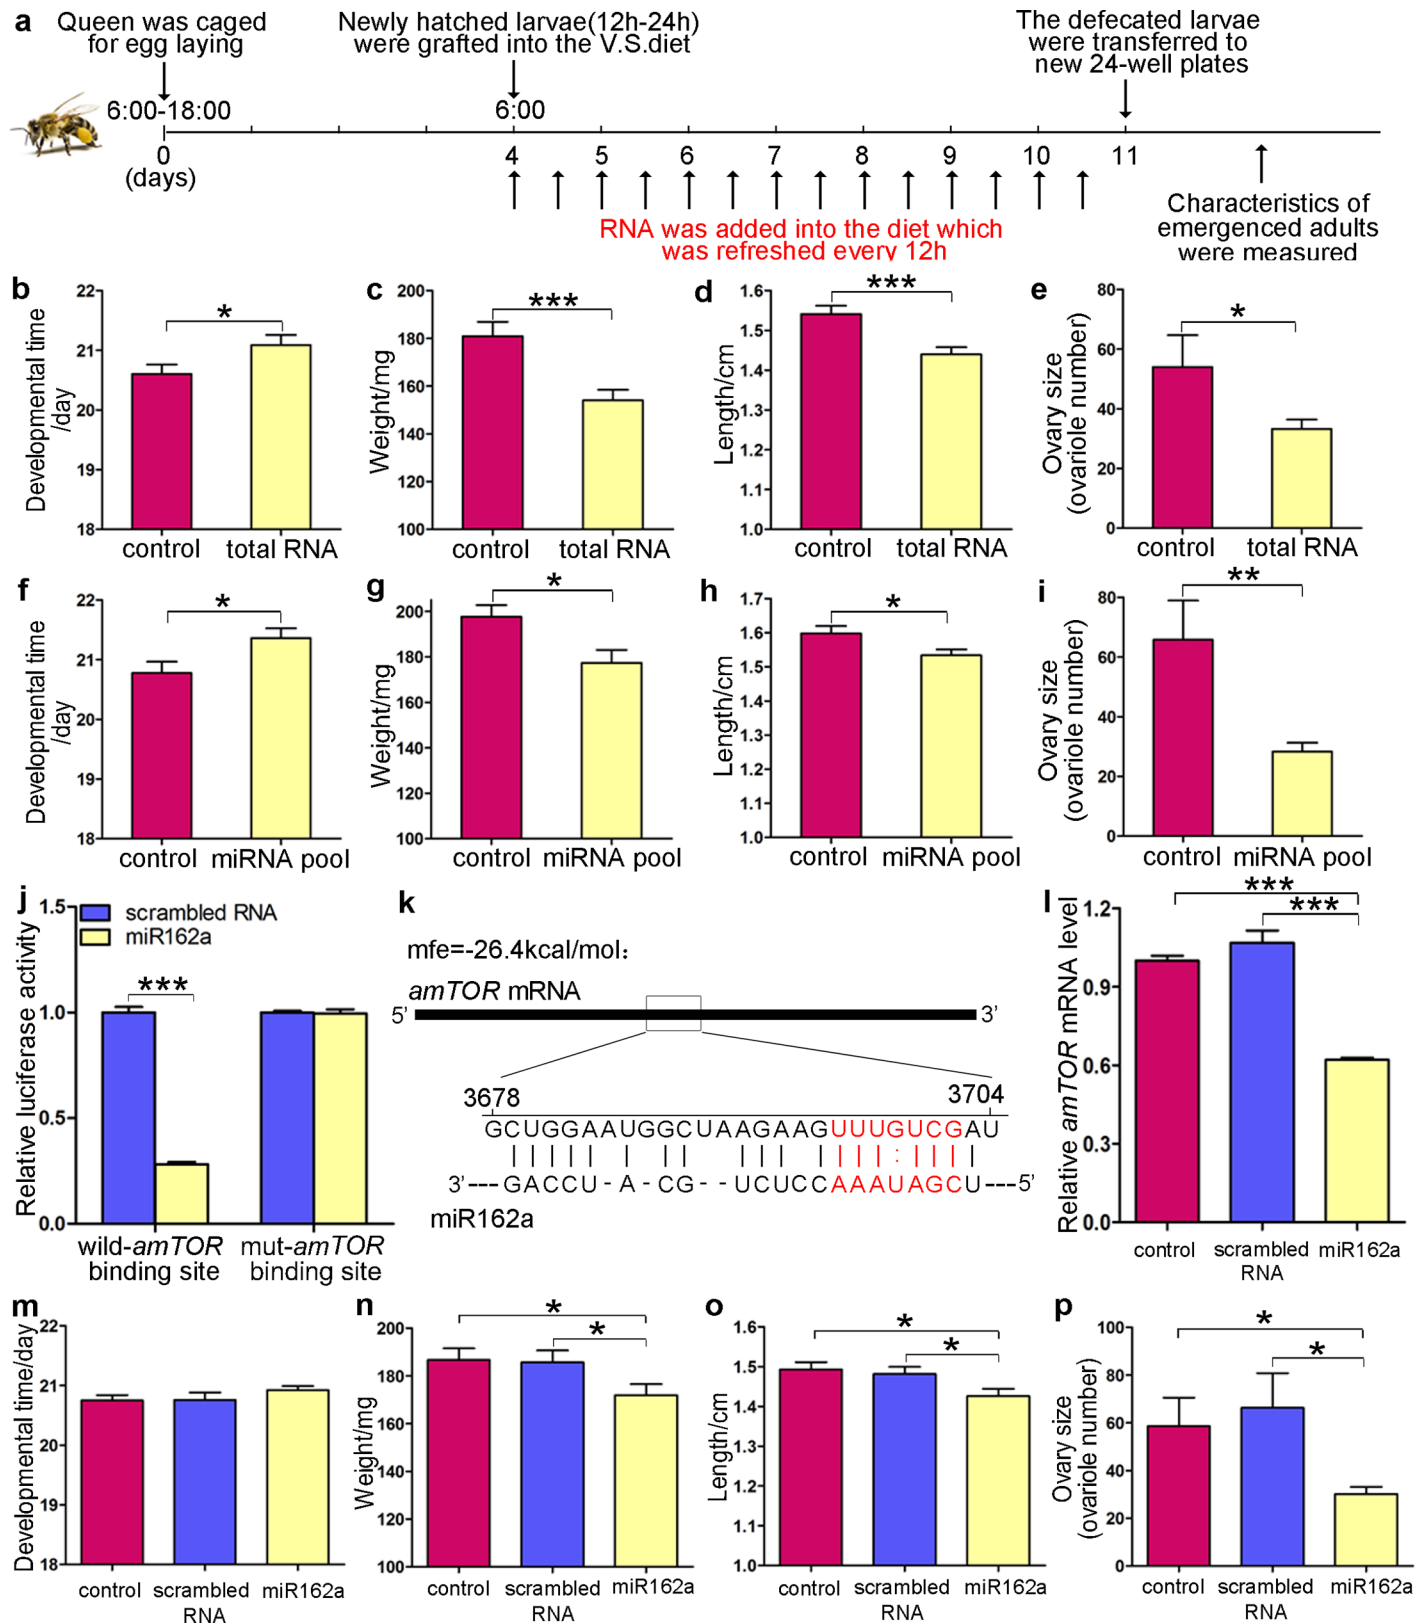 a
Queen was caged
for egg laying
Newly hatched larvae(12h-24h)
were grafted into the V.S.diet
The defecated larvae
were transferred to
new 24-well plates
6:00-18:00
6:00
0
4
5
6
7
8
9
10
11
(days)
RNA was added into the diet which
was refreshed every 12h
Characteristics of
emergenced adults
were measured
b
Developmental time
/day
22
21
20
19
18
*
control
total RNA
c
Weight/mg
200
180
160
140
120
100
***
control
total RNA
d
Length/cm
1.6
1.5
1.4
1.3
1.2
1.1
1.0
***
control
total RNA
e
Ovary size
(ovariole number)
80
60
40
20
0
*
control
total RNA
f
Developmental time
/day
22
21
20
19
18
*
control
miRNA pool
g
Weight/mg
200
180
160
140
120
100
*
control
miRNA pool
h
Length/cm
1.7
1.6
1.5
1.4
1.3
1.2
1.1
1.0
*
control
miRNA pool
i
Ovary size
(ovariole number)
80
60
40
20
0
**
control
miRNA pool
j
Relative luciferase activity
1.5
1.0
0.5
0.0
scrambled RNA
miR162a
***
wild-amTOR
binding site
mut-amTOR
binding site
k
mfe=-26.4kcal/mol:
amTOR mRNA
5'
3'
3678
3704
GCUGGAAUGGCUAAGAAGUUUGUCGAU
3'---GACCU-A-CG--UCUCCAAAUAGCU---5'
miR162a
l
Relative amTOR mRNA level
1.2
0.9
0.6
0.3
0.0
***
***
control
scrambled
RNA
miR162a
m
Developmental time/day
22
21
20
19
18
control
scrambled
RNA
miR162a
n
Weight/mg
200
180
160
140
120
100
*
*
control
scrambled
RNA
miR162a
o
Length/cm
1.6
1.5
1.4
1.3
1.2
1.1
1.0
*
*
control
scrambled
RNA
miR162a
p
Ovary size
(ovariole number)
100
80
60
40
20
0
*
*
control
scrambled
RNA
miR162a